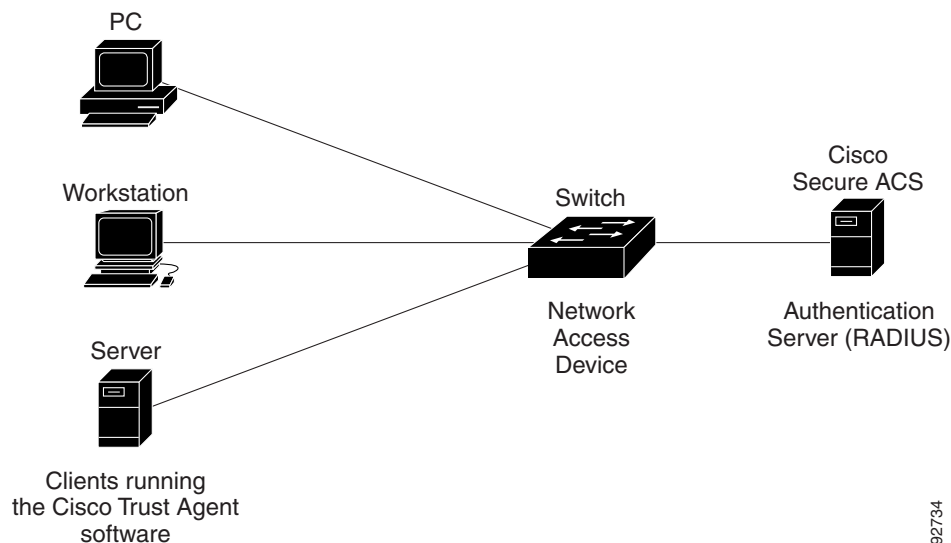 PC
Workstation
Server
Clients running
the Cisco Trust Agent
software
Switch
Network
Access
Device
Cisco
Secure ACS
Authentication
Server (RADIUS)
92734